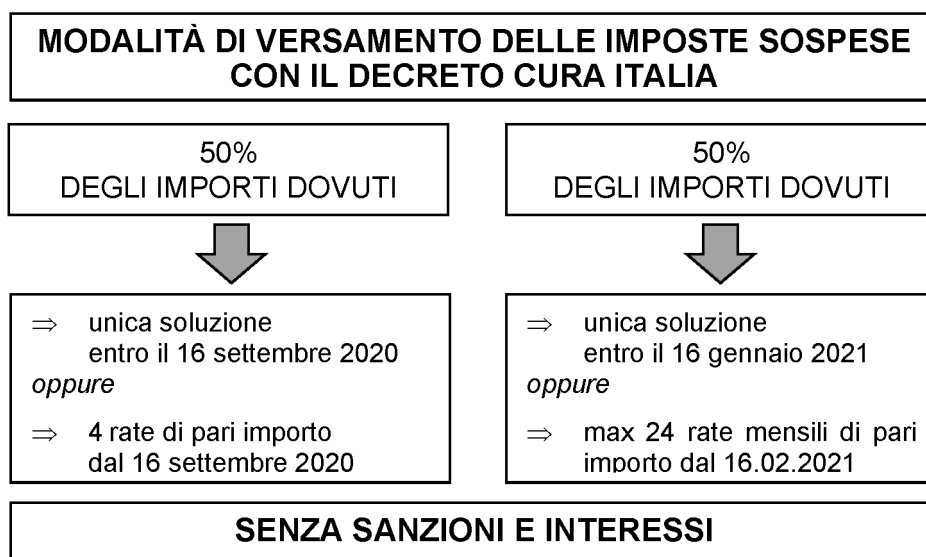 MODALITÀ DI VERSAMENTO DELLE IMPOSTE SOSPESE
CON IL DECRETO CURA ITALIA
50%
DEGLI IMPORTI DOVUTI
⇒ unica soluzione
entro il 16 settembre 2020
oppure
⇒ 4 rate di pari importo
dal 16 settembre 2020
50%
DEGLI IMPORTI DOVUTI
⇒ unica soluzione
entro il 16 gennaio 2021
oppure
⇒ max 24 rate mensili di pari
importo dal 16.02.2021
SENZA SANZIONI E INTERESSI